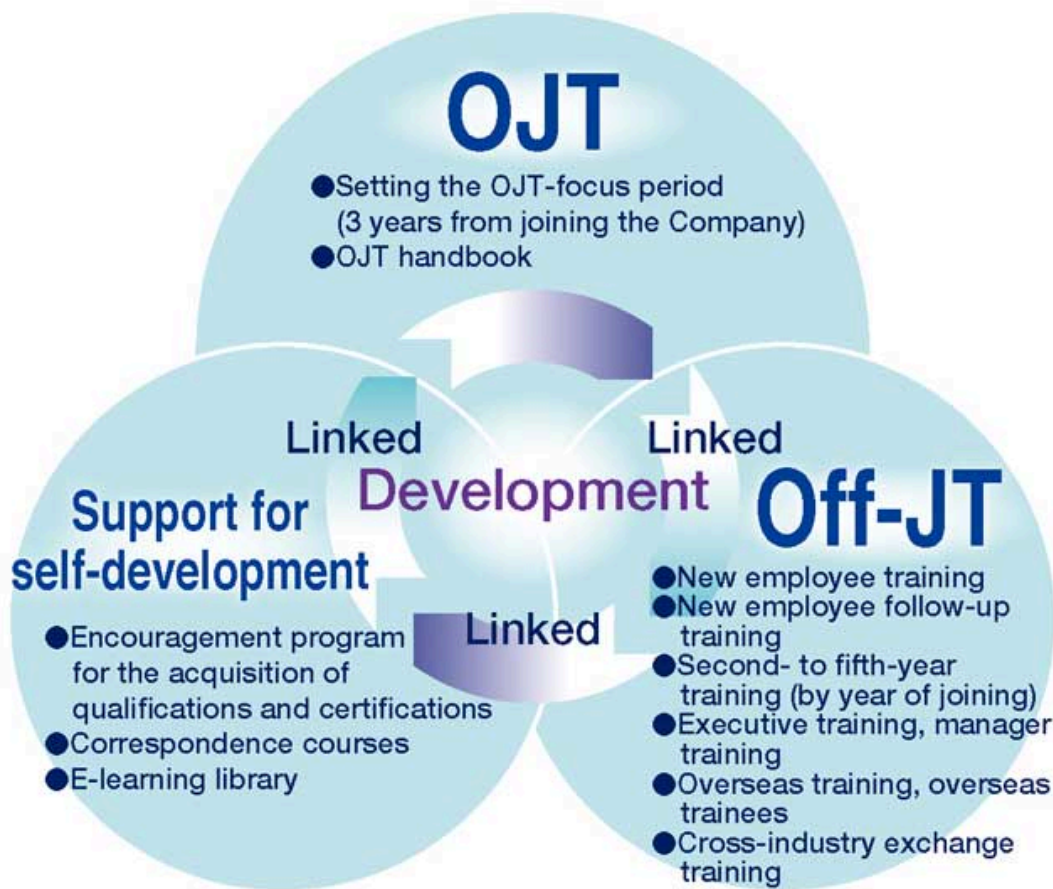 OJT
●Setting the OJT-focus period
(3 years from joining the Company)
●OJT handbook
Linked
Linked
Development
Linked
Support for
self-development
●Encouragement program
for the acquisition of
qualifications and certifications
●Correspondence courses
●E-learning library
Off-JT
●New employee training
●New employee follow-up
training
●Second- to fifth-year
training (by year of joining)
●Executive training, manager
training
●Overseas training, overseas
trainees
●Cross-industry exchange
training